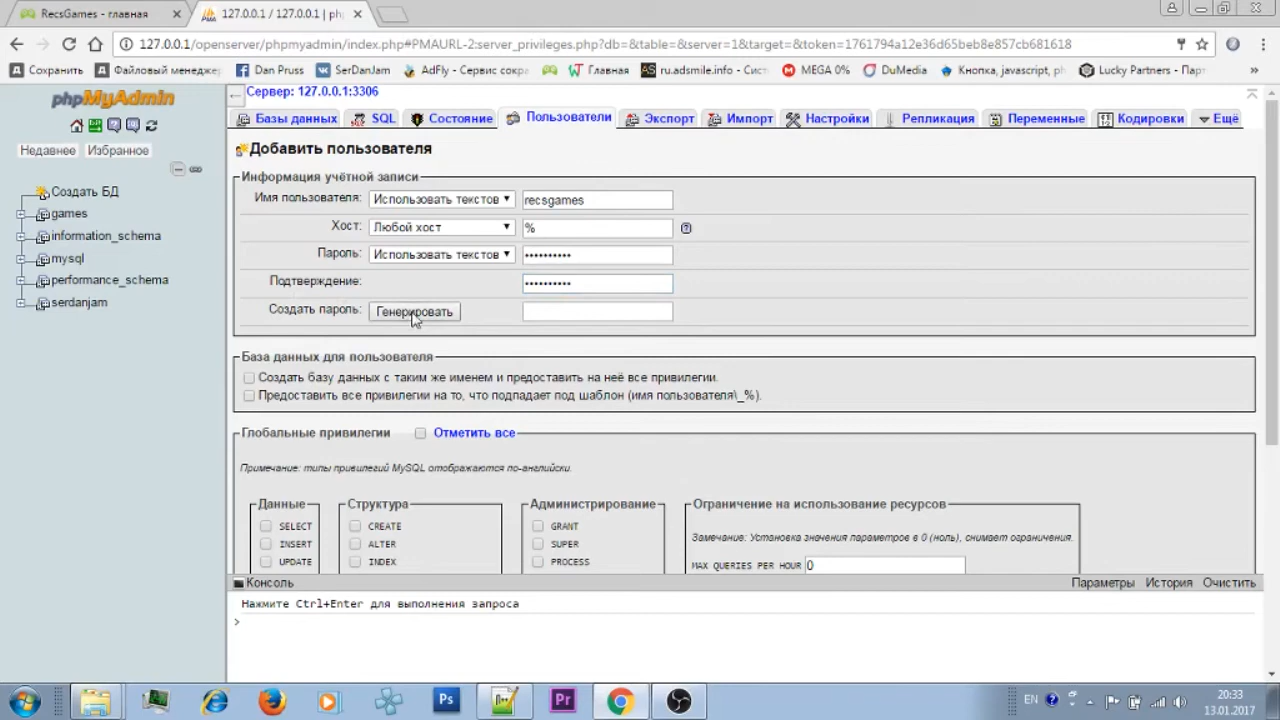 RecsGames - главная
127.0.0.1 / 127.0.0.1 | ph
127.0.0.1/openserver/phpmyadmin/index.php#PMAURL-2:server_privileges.php?db=&table=&server=1&target=&token=1761794a12e36d65beb8e857cb681618
Сохранить Файловый менеджер Dan Pruss SerDanJam AdFly - Сервис сокра Главная ru.adsmile.info - Сист MEGA 0% DuMedia Кнопка, javascript, ph Lucky Partners - Парт »
phpMyAdmin
Недавнее Избранное
Создать БД
games
information_schema
mysql
performance_schema
serdanjam
Сервер: 127.0.0.1:3306
Базы данных SQL Состояние Пользователи Экспорт Импорт Настройки Репликация Переменные Кодировки Ещё
Добавить пользователя
Информация учётной записи
Имя пользователя: Использовать текстов recsgames
Хост: Любой хост %
Пароль: Использовать текстов ••••••••••
Подтверждение: ••••••••••
Создать пароль: Генерировать
База данных для пользователя
Создать базу данных с таким же именем и предоставить на неё все привилегии.
Предоставить все привилегии на то, что подпадает под шаблон (имя пользователя\_%).
Глобальные привилегии Отметить все
Примечание: типы привилегий MySQL отображаются по-английски.
Данные Структура Администрирование Ограничение на использование ресурсов
SELECT CREATE GRANT Замечание: Установка значения параметров в 0 (ноль), снимает ограничения.
INSERT ALTER SUPER
UPDATE INDEX PROCESS MAX QUERIES PER HOUR 0
Консоль Параметры История Очистить
Нажмите Ctrl+Enter для выполнения запроса
>
Ps Pr EN 20:33
13.01.2017